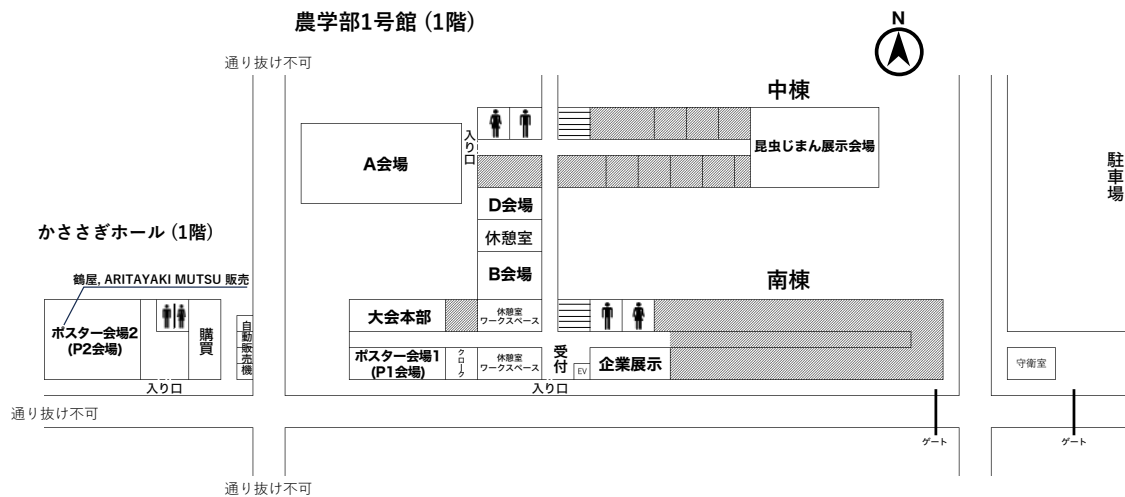 農学部1号館 (1階)
N
通り抜け不可
中棟
入り口
A会場
昆虫じまん展示会場
駐車場
D会場
かささぎホール (1階)
休憩室
B会場
南棟
鶴屋, ARITAYAKI MUTSU 販売
大会本部
休憩室
ワークスペース
ポスター会場2
(P2会場)
購買
自動販売機
ポスター会場1
(P1会場)
クローク
休憩室
ワークスペース
受付
EV
企業展示
守衛室
入り口
入り口
通り抜け不可
ゲート
ゲート
通り抜け不可